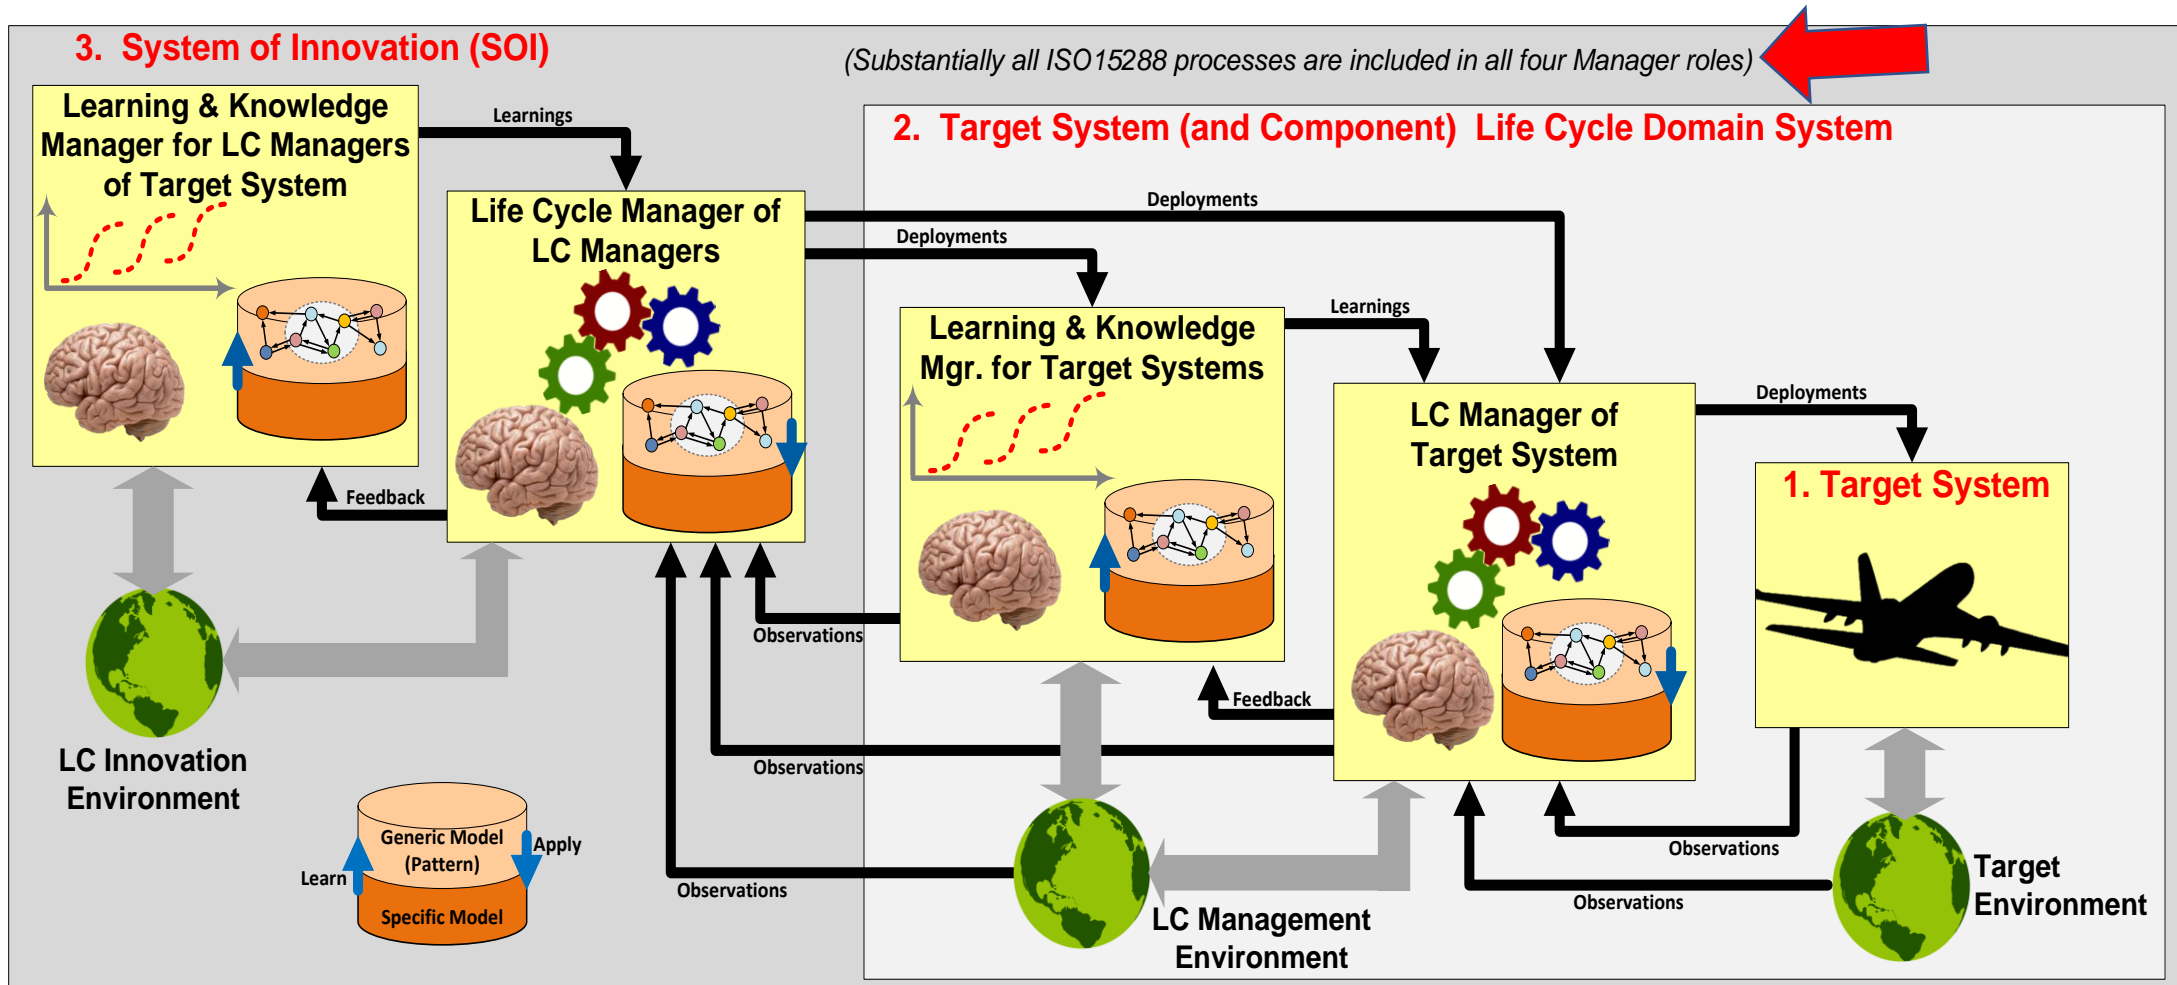 3. System of Innovation (SOI)
(Substantially all ISO15288 processes are included in all four Manager roles)
Learning & Knowledge
Manager for LC Managers
of Target System
Learnings
2. Target System (and Component) Life Cycle Domain System
Life Cycle Manager of
LC Managers
Deployments
Deployments
Learning & Knowledge
Mgr. for Target Systems
Learnings
LC Manager of
Target System
Deployments
1. Target System
Feedback
Observations
Feedback
Observations
Observations
Observations
Observations
LC Innovation
Environment
Generic Model
(Pattern)
Apply
Learn
Specific Model
LC Management
Environment
Target
Environment